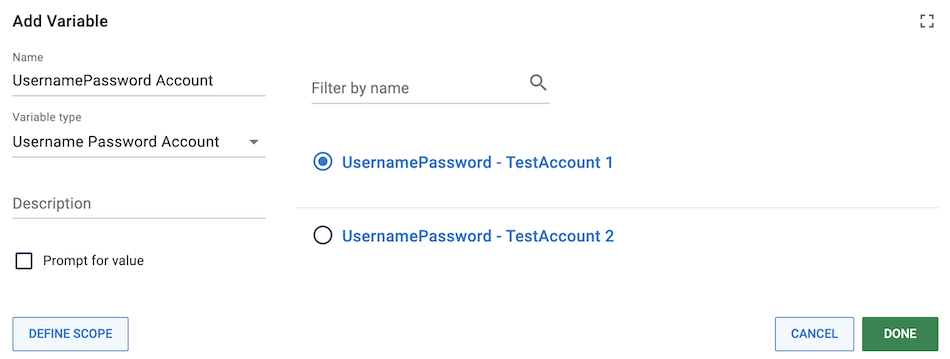 Add Variable
Name
UsernamePassword Account
Variable type
Username Password Account
Description
Prompt for value
Filter by name
UsernamePassword - TestAccount 1
UsernamePassword - TestAccount 2
DEFINE SCOPE
CANCEL
DONE